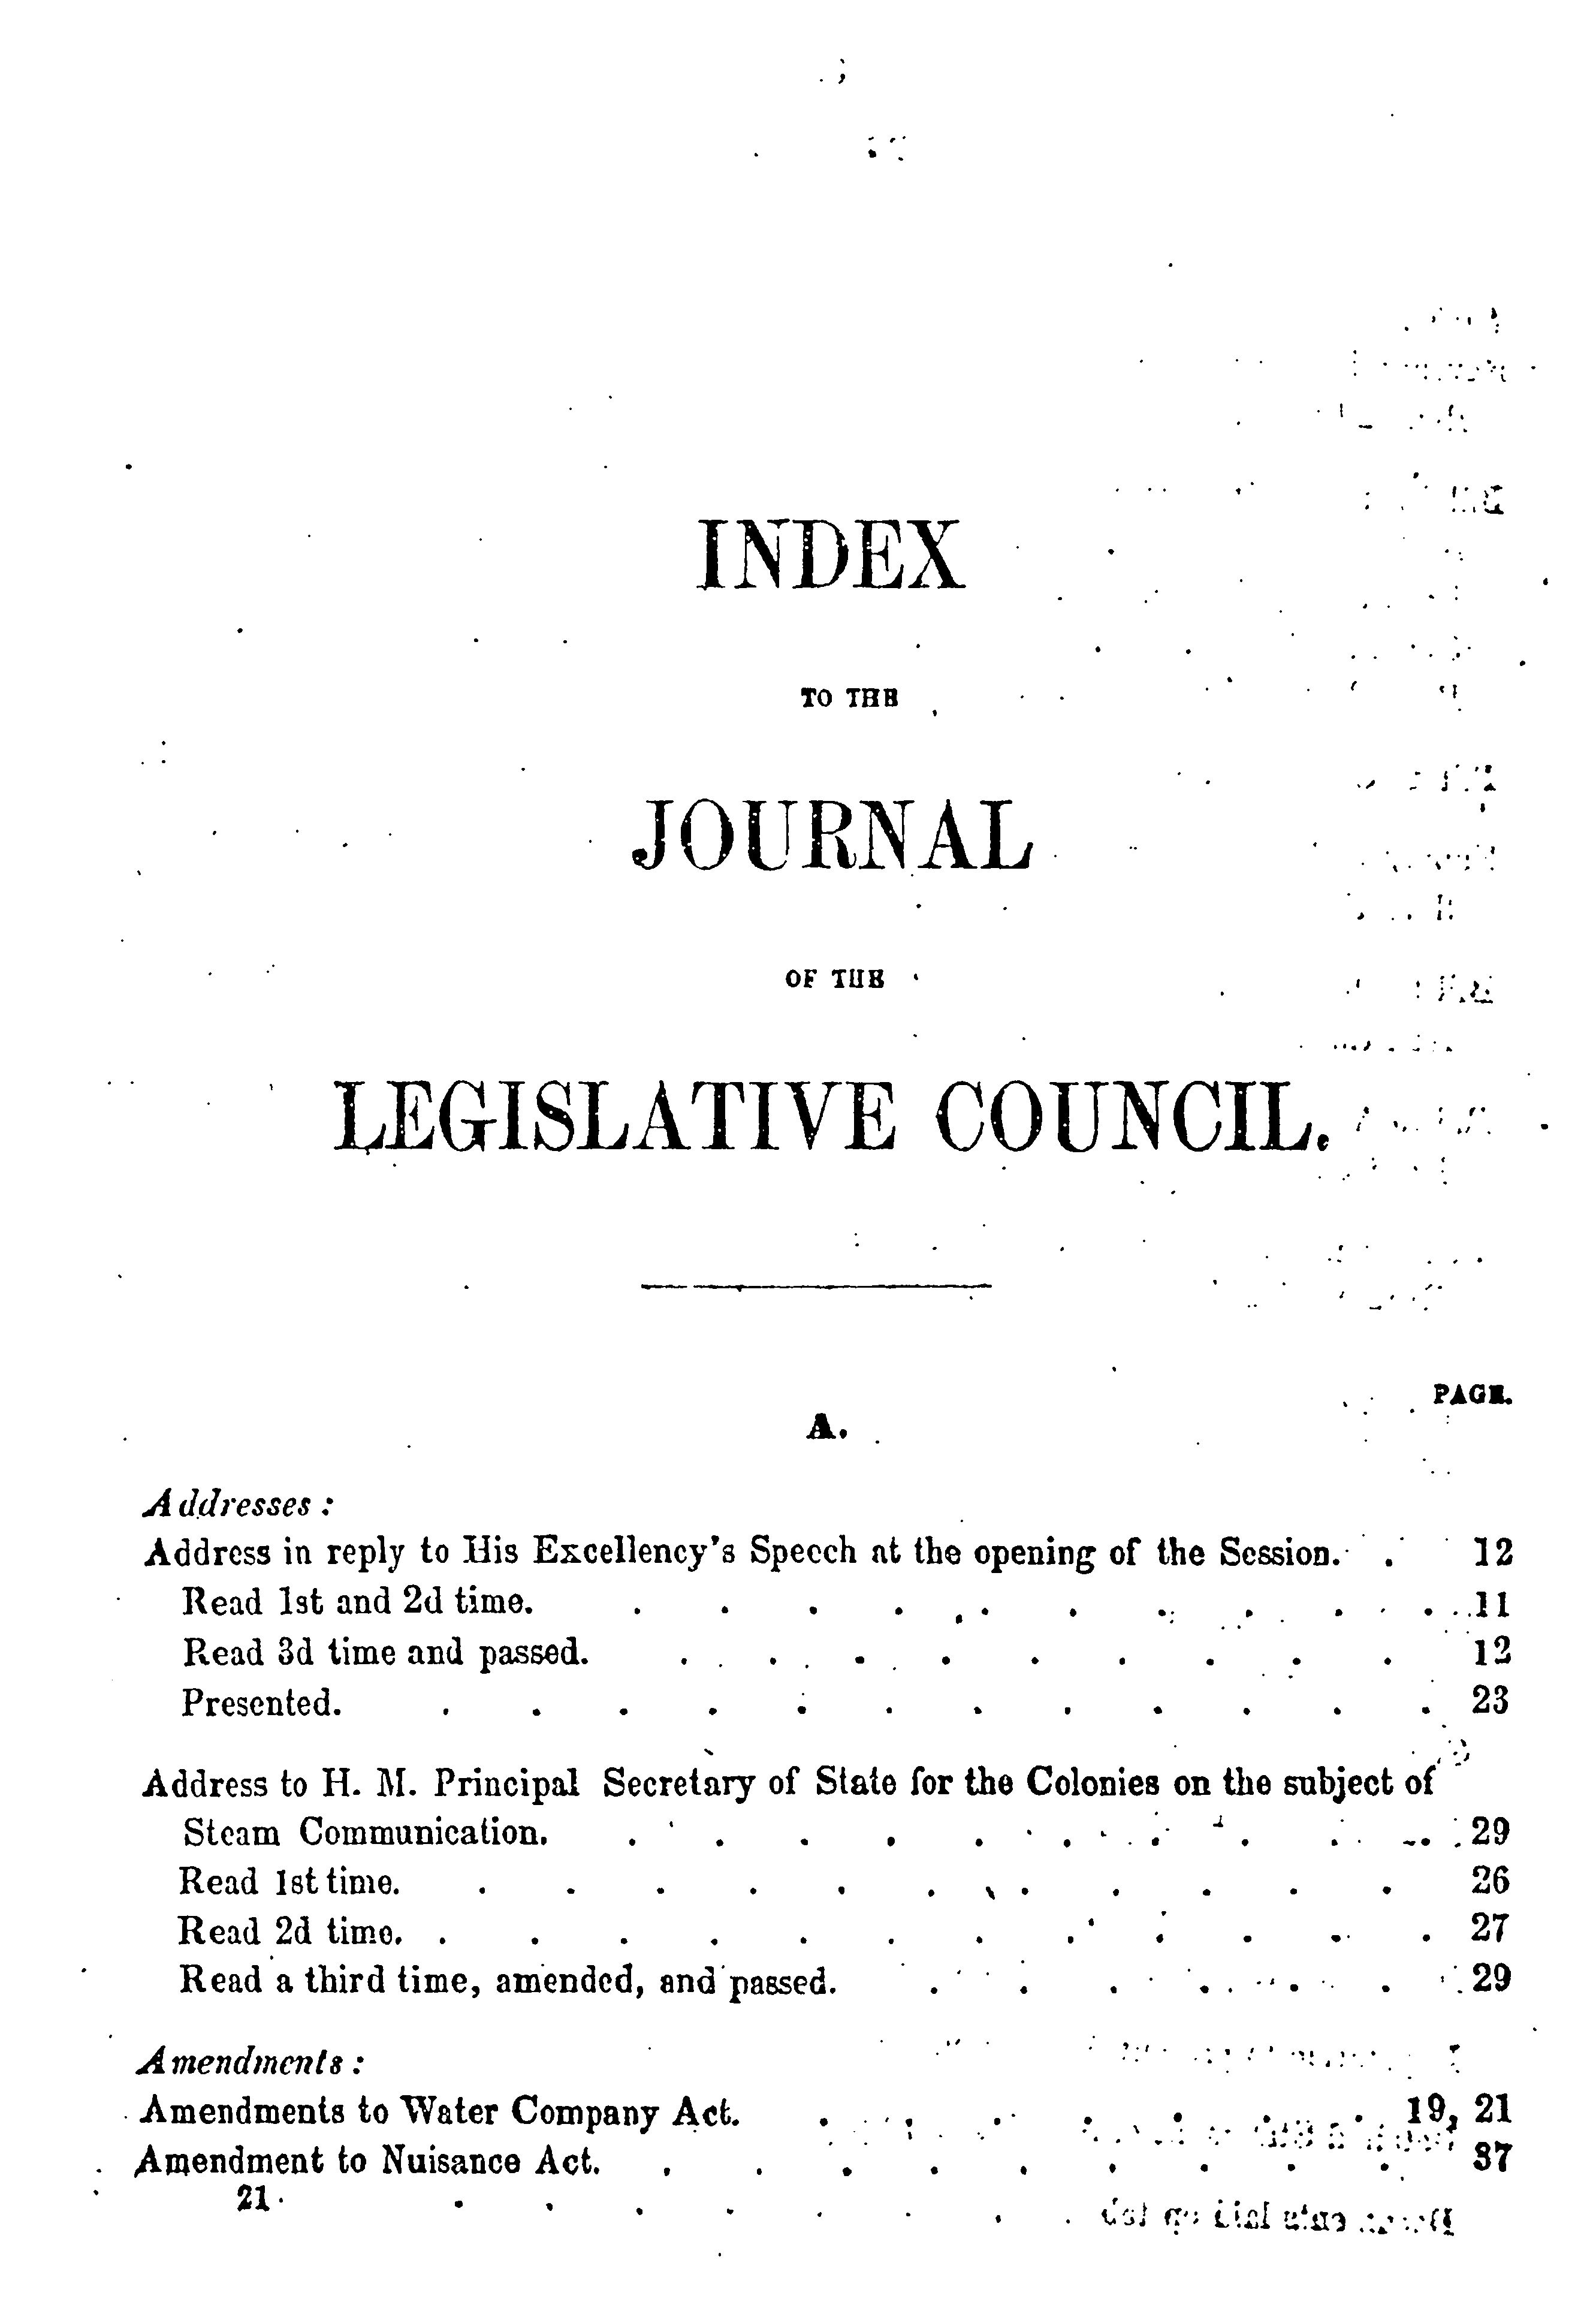 INDEX
TO THE
JOURNAL
OF THE
LEGISLATIVE COUNCIL.
PAGE.
A.
Addresses :
Address in reply to His Excellency's Speech at the opening of the Session. . 12
Read 1st and 2d time. . . . . . . . . . . 11
Read 3d time and passed. . . . . . . . . . 12
Presented. . . . . . . . . . . . . 23
Address to H. M. Principal Secretary of State for the Colonies on the subject of
Steam Communication. . . . . . . . . . . 29
Read 1st time. . . . . . . . . . . . 26
Read 2d time. . . . . . . . . . . . . 27
Read a third time, amended, and passed. . . . . . . 29
Amendments :
Amendments to Water Company Act. . . . . . . . 19, 21
Amendment to Nuisance Act. . . . . . . . . . 37
21